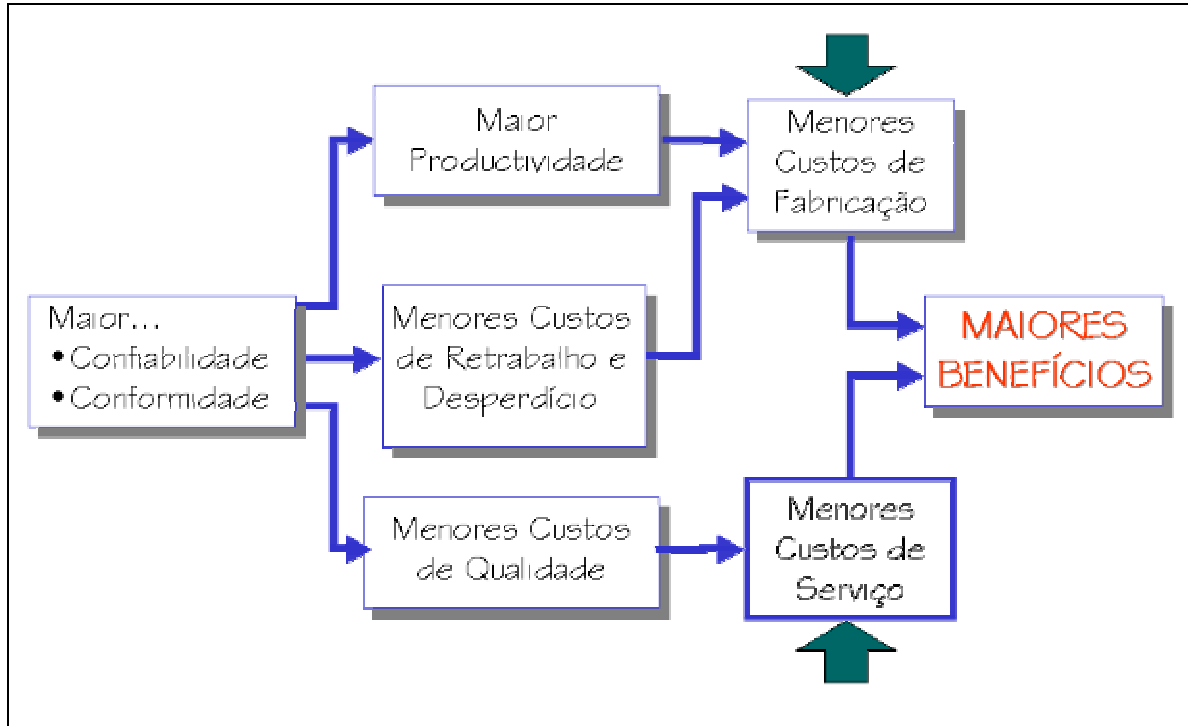 Maior
Productividade
Menores
Custos de
Fabricação
Maior...
•Confiabilidade
•Conformidade
Menores Custos
de Retrabalho e
Desperdício
MAIORES
BENEFÍCIOS
Menores Custos
de Qualidade
Menores
Custos de
Serviço